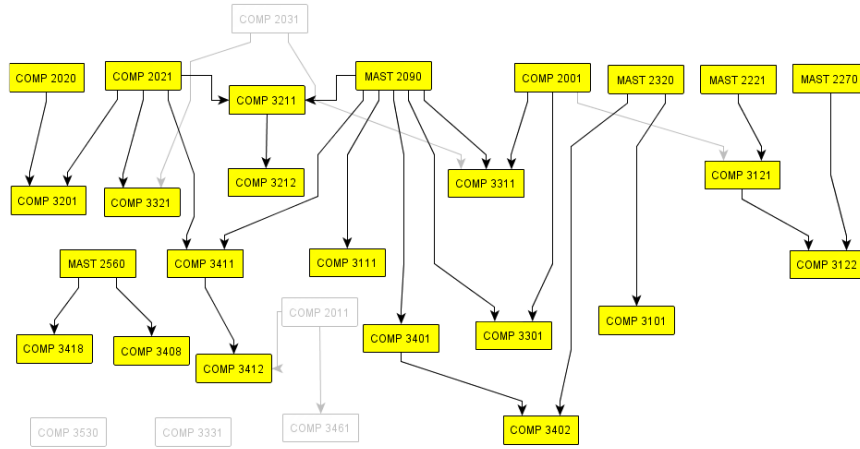 COMP 2031
COMP 2020
COMP 2021
MAST 2090
COMP 2001
MAST 2320
MAST 2221
MAST 2270
COMP 3211
COMP 3212
COMP 3311
COMP 3121
COMP 3201
COMP 3321
MAST 2560
COMP 3411
COMP 3111
COMP 3122
COMP 2011
COMP 3101
COMP 3418
COMP 3408
COMP 3401
COMP 3301
COMP 3412
COMP 3530
COMP 3331
COMP 3461
COMP 3402